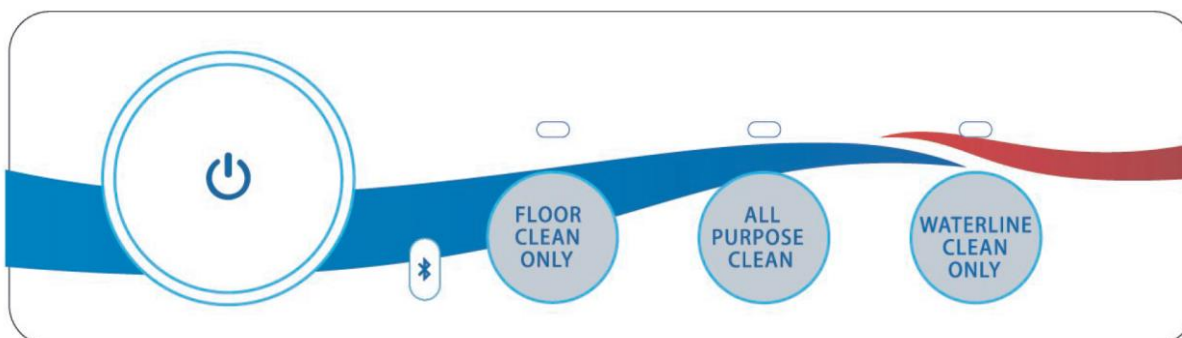 FLOOR
CLEAN
ONLY
ALL
PURPOSE
CLEAN
WATERLINE
CLEAN
ONLY